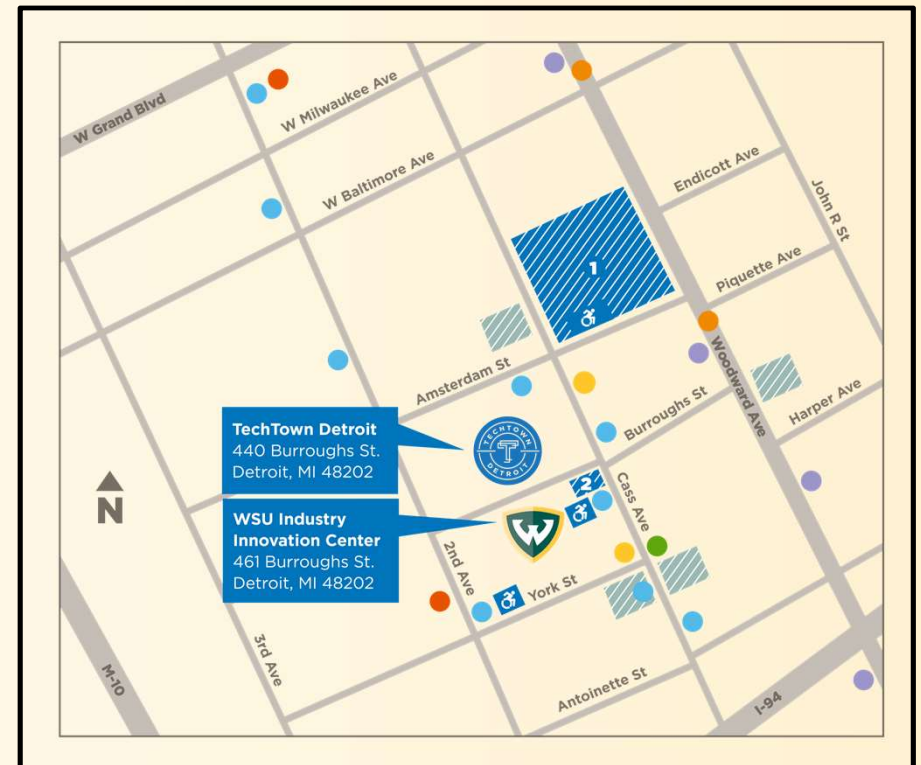 W Grand Blvd
W Milwaukee Ave
W Baltimore Ave
Endicott Ave
John R St
1
Piquette Ave
Amsterdam St
Woodward Ave
Burroughs St
Harper Ave
TechTown Detroit
440 Burroughs St.
Detroit, MI 48202
TECHTOWN
T
DETROIT
N
2
Cass Ave
WSU Industry
Innovation Center
461 Burroughs St.
Detroit, MI 48202
W
2nd Ave
York St
3rd Ave
M-10
Antoinette St
I-94